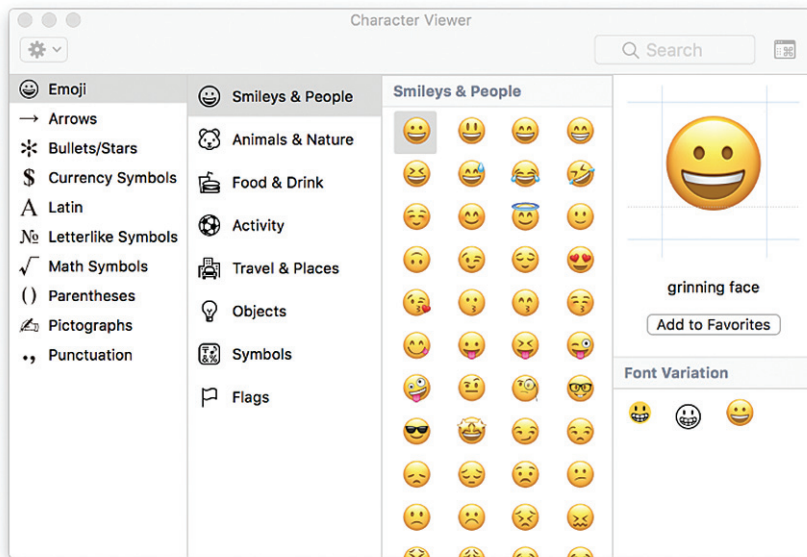 Character Viewer
Search
Emoji
Arrows
Bullets/Stars
$ Currency Symbols
A Latin
№ Letterlike Symbols
√ Math Symbols
() Parentheses
Pictographs
., Punctuation
Smileys & People
Animals & Nature
Food & Drink
Activity
Travel & Places
Objects
Symbols
Flags
Smileys & People
grinning face
Add to Favorites
Font Variation